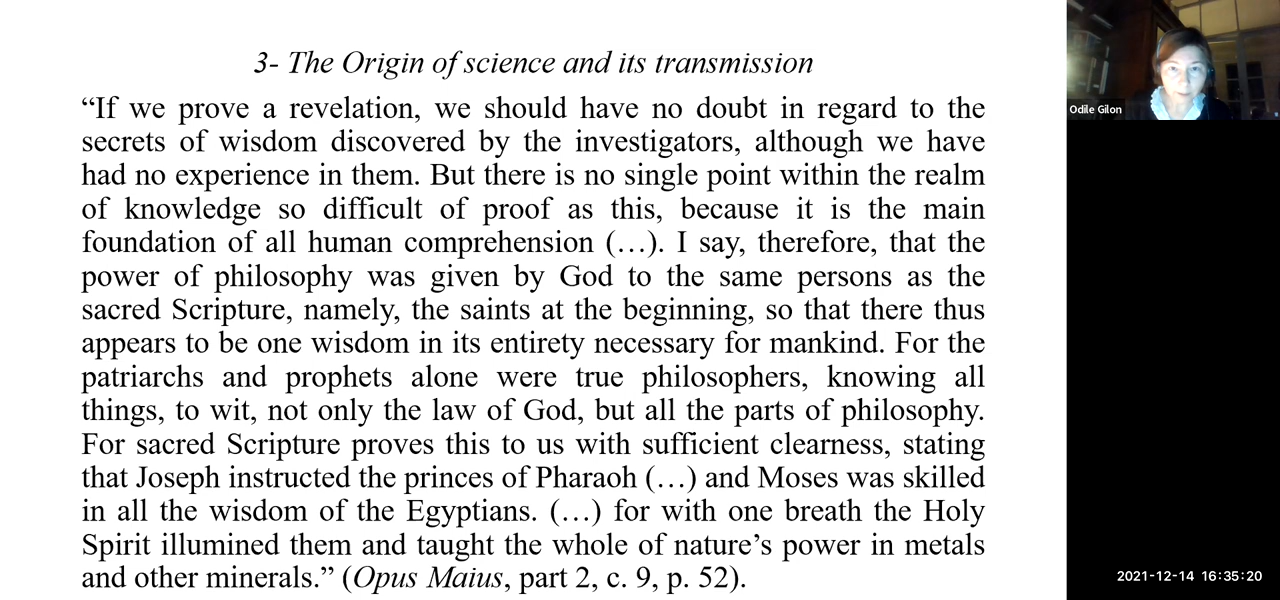 3- The Origin of science and its transmission
“If we prove a revelation, we should have no doubt in regard to the
secrets of wisdom discovered by the investigators, although we have
had no experience in them. But there is no single point within the realm
of knowledge so difficult of proof as this, because it is the main
foundation of all human comprehension (…). I say, therefore, that the
power of philosophy was given by God to the same persons as the
sacred Scripture, namely, the saints at the beginning, so that there thus
appears to be one wisdom in its entirety necessary for mankind. For the
patriarchs and prophets alone were true philosophers, knowing all
things, to wit, not only the law of God, but all the parts of philosophy.
For sacred Scripture proves this to us with sufficient clearness, stating
that Joseph instructed the princes of Pharaoh (…) and Moses was skilled
in all the wisdom of the Egyptians. (…) for with one breath the Holy
Spirit illumined them and taught the whole of nature’s power in metals
and other minerals.” (Opus Maius, part 2, c. 9, p. 52).
Odile Gilon
2021-12-14 16:35:20